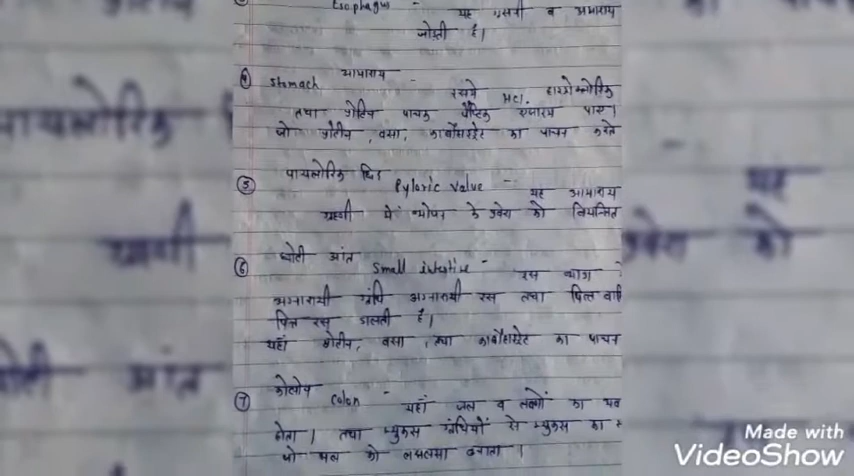 Esophagus - यह ग्रसनी व आमाशय
जोड़ती है।
④ stomach आमाशय -
इसमें HCl. हाइड्रोक्लोरिक
तथा प्रोटीन पाचक पेप्टिक एंजाइम
जो प्रोटीन, वसा, कार्बोहाइड्रेट का पाचन करते
⑤ पायलोरिक
Pyloric Value - यह आमाशय
ग्रहणी में भोजन के प्रवेश को नियन्त्रित
⑥ छोटी आंत
Small intestine - इस भाग
अग्नाशयी ग्रंथि अग्नाशयी रस तथा पित्त
पित्त रस डालती है।
यहां प्रोटीन, वसा, तथा कार्बोहाइड्रेट का पाचन
⑦ कोलोन
Colon - यहाँ जल व लवणों का
होता। तथा म्युकस ग्रंथियों से म्युकस का
जो मल को लसलसा बनाता।
Made with
VideoShow